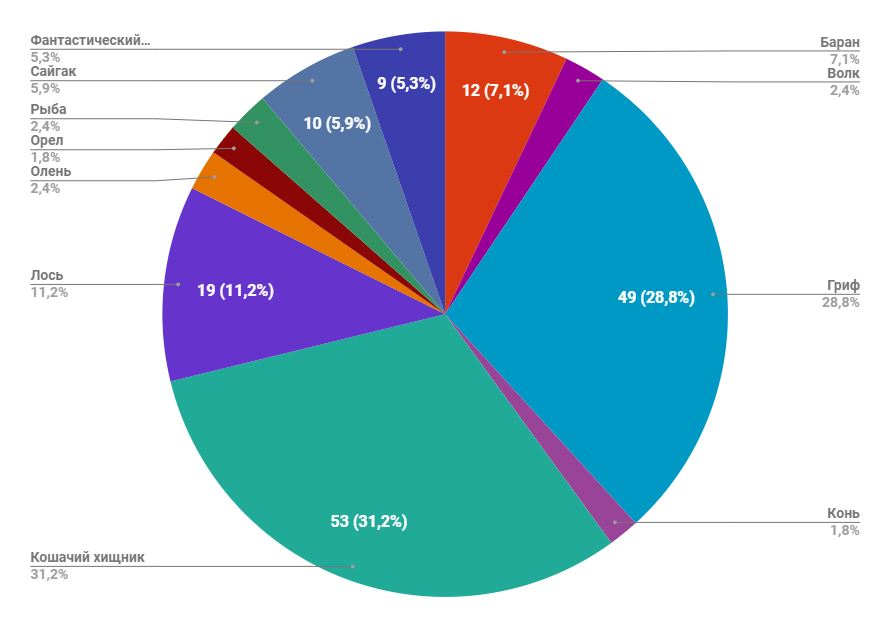 Фантастический...
5,3%
Сайгак
5,9%
Рыба
2,4%
Орел
1,8%
Олень
2,4%
Лось
11,2%
Кошачий хищник
31,2%
9 (5,3%)
12 (7,1%)
10 (5,9%)
19 (11,2%)
49 (28,8%)
53 (31,2%)
Баран
7,1%
Волк
2,4%
Гриф
28,8%
Конь
1,8%